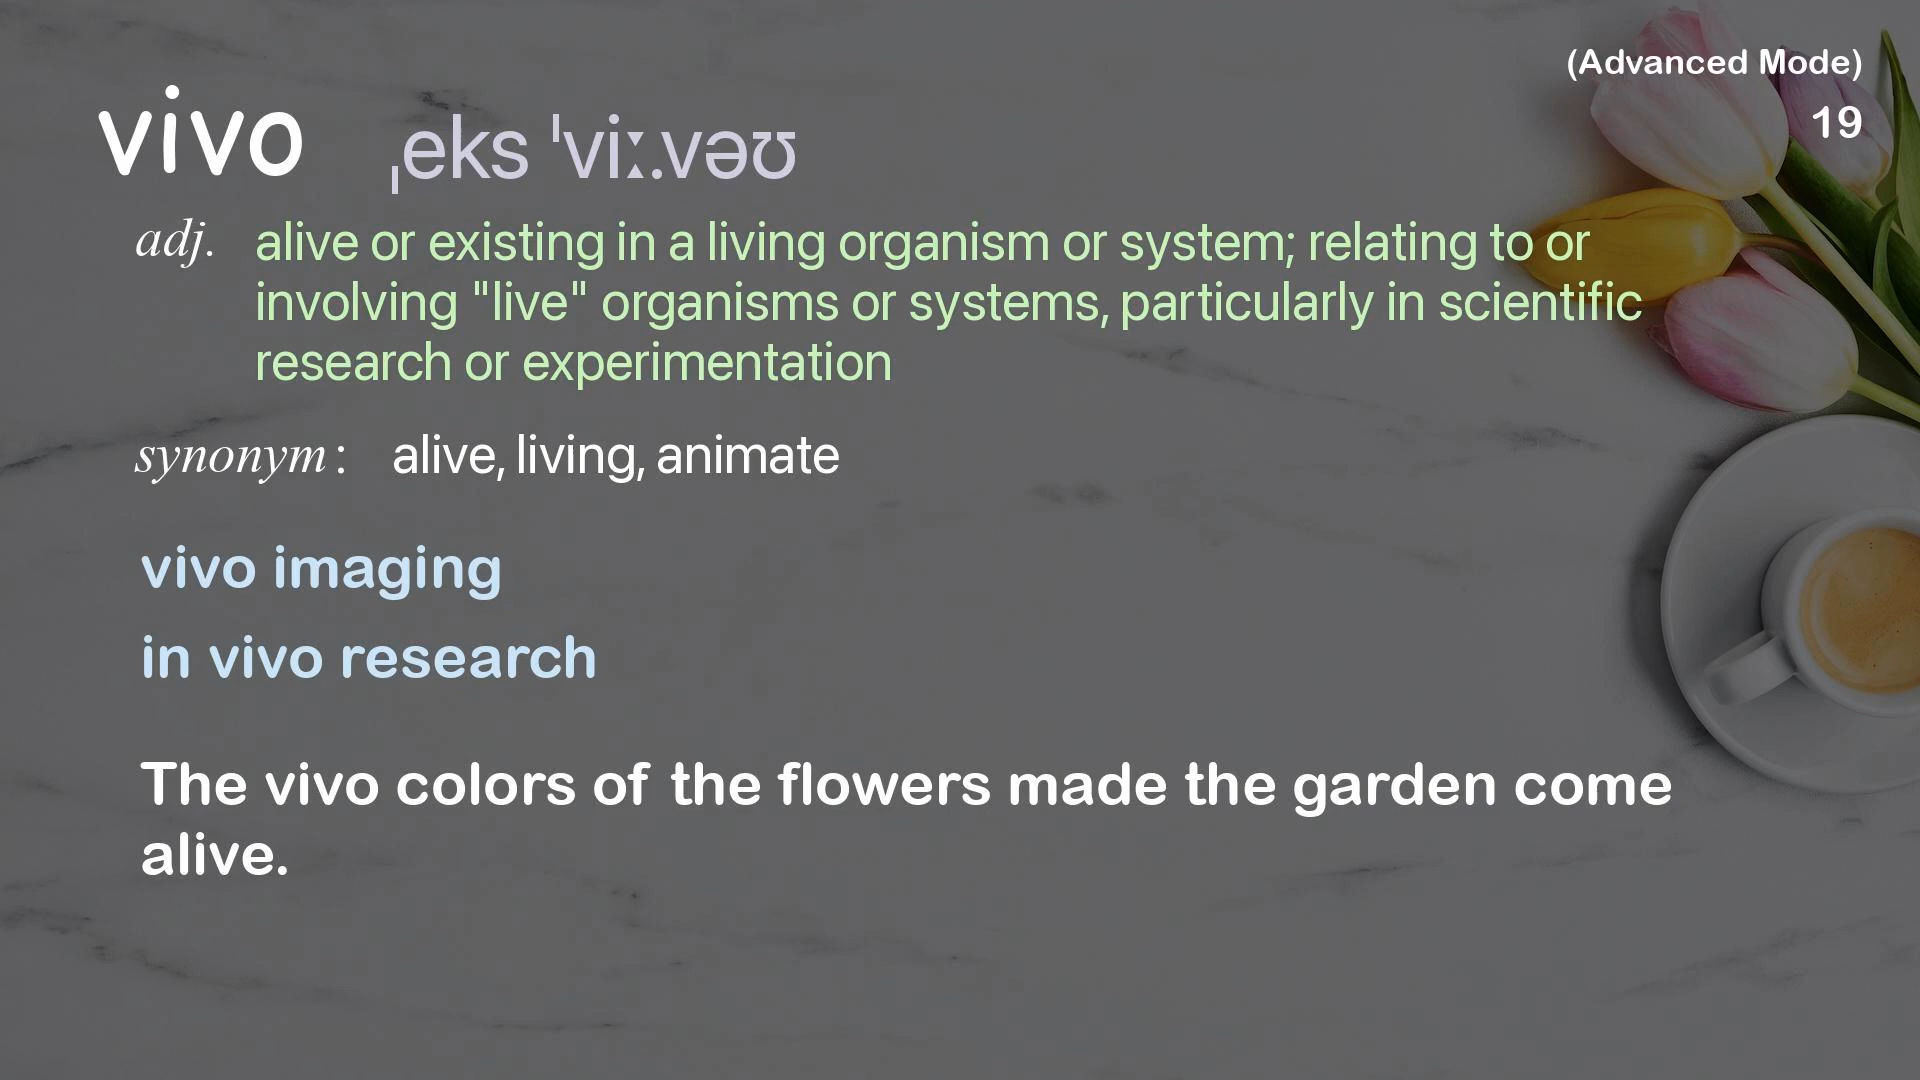 (Advanced Mode)
19
vivo ˌeks ˈviː.vəʊ
adj. alive or existing in a living organism or system; relating to or
involving "live" organisms or systems, particularly in scientific
research or experimentation
synonym: alive, living, animate
vivo imaging
in vivo research
The vivo colors of the flowers made the garden come
alive.